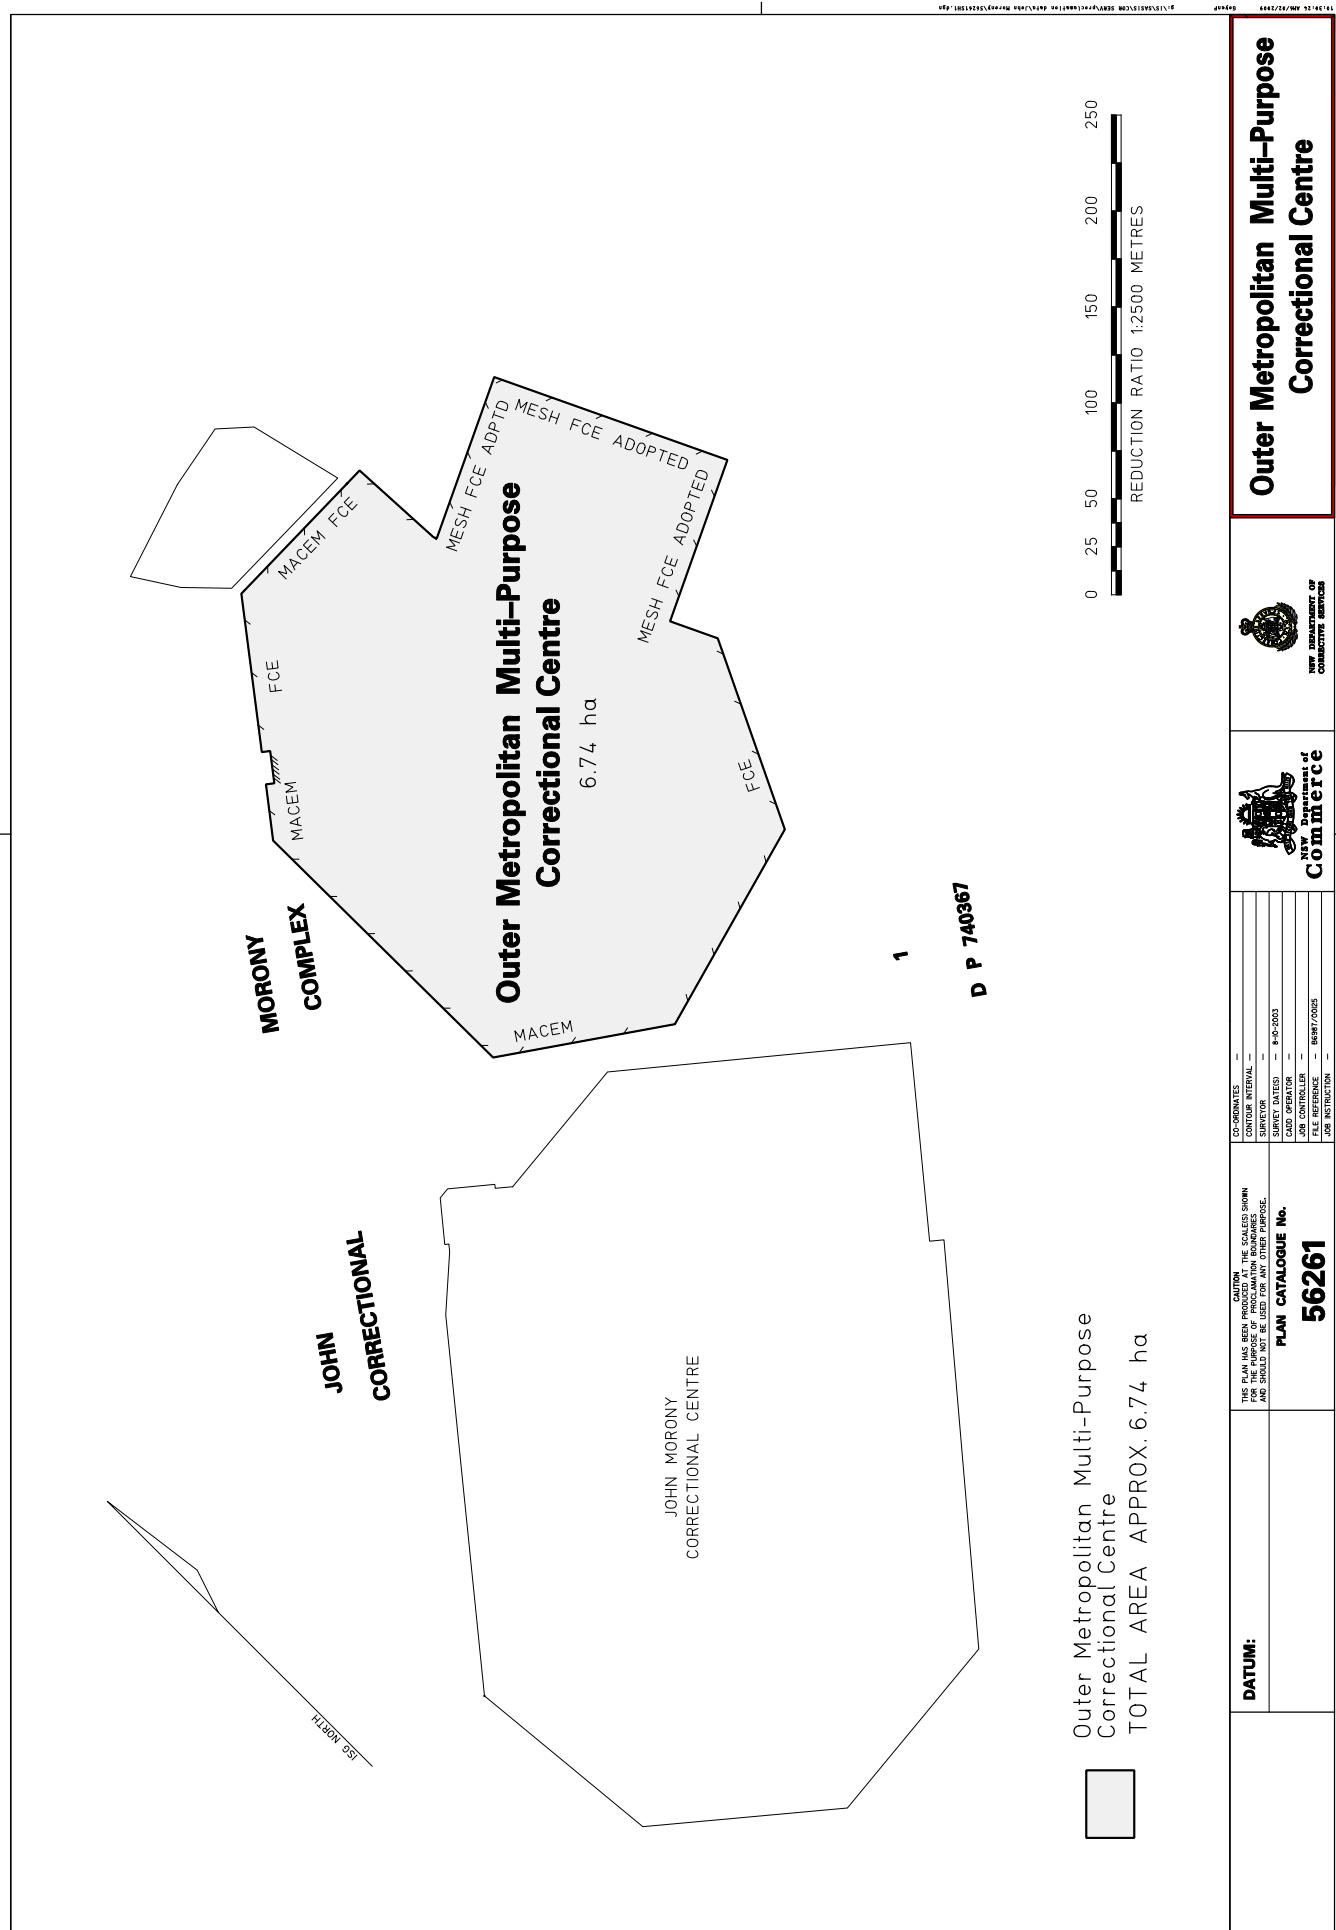 MORONY
COMPLEX
JOHN
CORRECTIONAL
ISG NORTH
MACEM FCE
FCE
MACEM
MACEM
FCE
MESH FCE ADPTD
MESH FCE ADOPTED
MESH FCE ADOPTED
Outer Metropolitan Multi-Purpose
Correctional Centre
6.74 ha
1
D P 740367
JOHN MORONY
CORRECTIONAL CENTRE
Outer Metropolitan Multi-Purpose
Correctional Centre
TOTAL AREA APPROX. 6.74 ha
0 25 50 100 150 200 250
REDUCTION RATIO 1:2500 METRES
DATUM:
CAUTION
THIS PLAN HAS BEEN PRODUCED AT THE SCALE(S) SHOWN
FOR THE PURPOSE OF PROCLAMATION BOUNDARIES
AND SHOULD NOT BE USED FOR ANY OTHER PURPOSE.
PLAN CATALOGUE No.
56261
CO-ORDINATES –
CONTOUR INTERVAL –
SURVEYOR –
SURVEY DATE(S) – 8-10-2003
CADD OPERATOR –
JOB CONTROLLER –
FILE REFERENCE – B6987/00125
JOB INSTRUCTION –
NSW Department of
Commerce
NSW DEPARTMENT OF
CORRECTIVE SERVICES
Outer Metropolitan Multi-Purpose
Correctional Centre